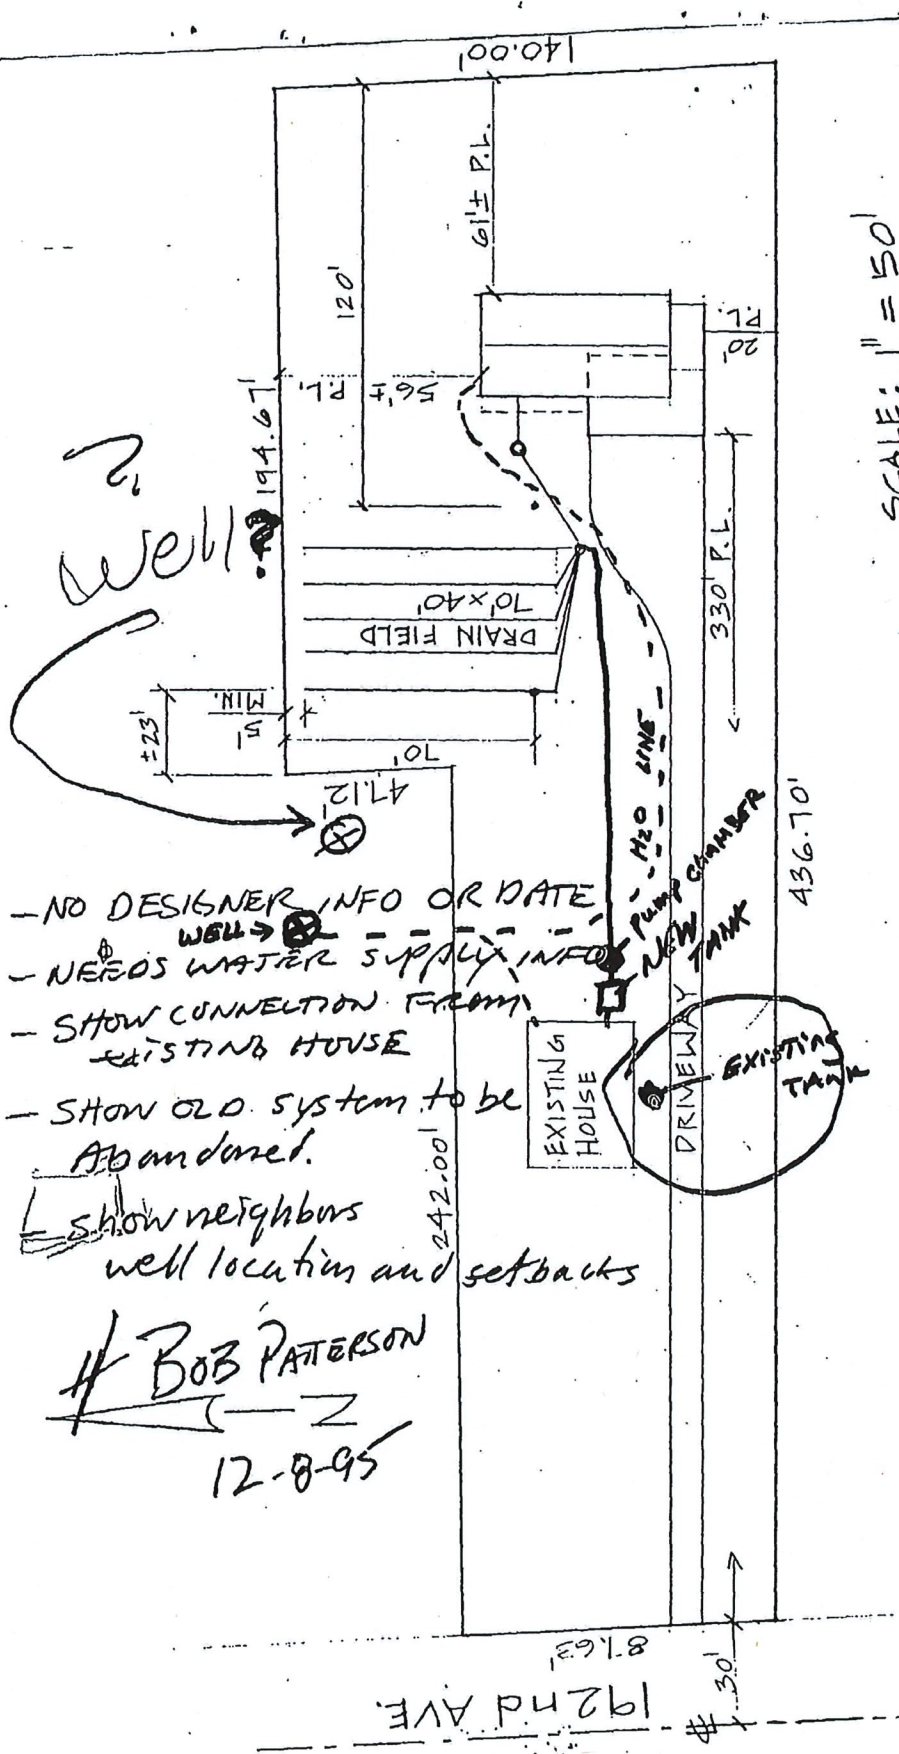 140.00'
61'± P.L.
120'
194.67'
56'± P.L.
20' P.L.
SCALE: 1" = 50'
?
Well?
330' P.L.
70'x40'
DRAIN FIELD
5' MIN.
±23'
70'
47.12'
H2O LINE
436.70'
PUMP CHAMBER
NEW TANK
- NO DESIGNER INFO OR DATE
WELL →
- NEEDS WATER SUPPLY INFO
- SHOW CONNECTION FROM
EXISTING HOUSE
- SHOW OLD system to be
Abandoned.
- show neighbors
well location and setbacks
EXISTING
HOUSE
DRIVEWAY
EXISTING
TANK
242.00'
BOB PATTERSON
N
12-8-95
87.63'
30'
192nd AVE.